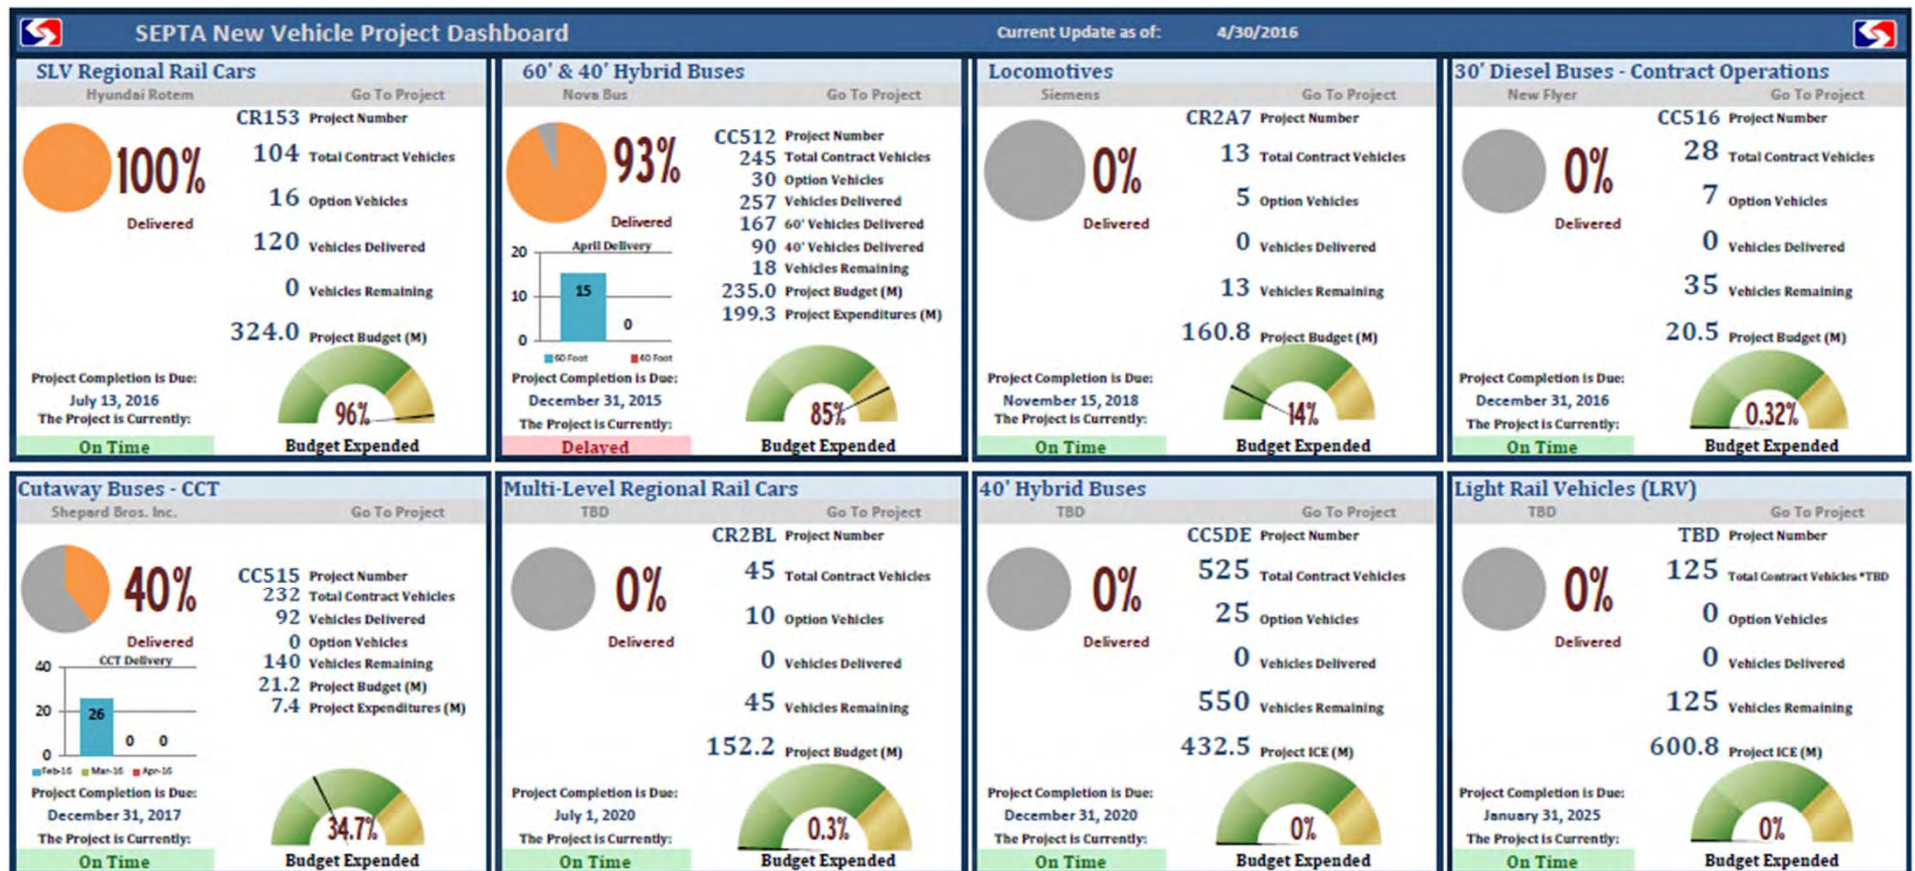 SEPTA New Vehicle Project Dashboard
Current Update as of: 4/30/2016
SLV Regional Rail Cars
Hyundai Rotem Go To Project
CR153 Project Number
104 Total Contract Vehicles
100%
Delivered
16 Option Vehicles
120 Vehicles Delivered
0 Vehicles Remaining
324.0 Project Budget (M)
Project Completion is Due:
July 13, 2016
The Project is Currently:
On Time
96%
Budget Expended
60' & 40' Hybrid Buses
Nova Bus Go To Project
93%
Delivered
CC512 Project Number
245 Total Contract Vehicles
30 Option Vehicles
257 Vehicles Delivered
167 60' Vehicles Delivered
90 40' Vehicles Delivered
18 Vehicles Remaining
235.0 Project Budget (M)
199.3 Project Expenditures (M)
April Delivery
20
10
0
15
0
60 Foot 40 Foot
Project Completion is Due:
December 31, 2015
The Project is Currently:
Delayed
85%
Budget Expended
Locomotives
Siemens Go To Project
CR2A7 Project Number
13 Total Contract Vehicles
0%
Delivered
5 Option Vehicles
0 Vehicles Delivered
13 Vehicles Remaining
160.8 Project Budget (M)
Project Completion is Due:
November 15, 2018
The Project is Currently:
On Time
14%
Budget Expended
30' Diesel Buses - Contract Operations
New Flyer Go To Project
CC516 Project Number
28 Total Contract Vehicles
0%
Delivered
7 Option Vehicles
0 Vehicles Delivered
35 Vehicles Remaining
20.5 Project Budget (M)
Project Completion is Due:
December 31, 2016
The Project is Currently:
On Time
0.32%
Budget Expended
Cutaway Buses - CCT
Shepard Bros. Inc. Go To Project
40%
Delivered
CC515 Project Number
232 Total Contract Vehicles
92 Vehicles Delivered
0 Option Vehicles
140 Vehicles Remaining
21.2 Project Budget (M)
7.4 Project Expenditures (M)
CCT Delivery
40
20
0
26
0 0
Feb-16 Mar-16 Apr-16
Project Completion is Due:
December 31, 2017
The Project is Currently:
On Time
34.7%
Budget Expended
Multi-Level Regional Rail Cars
TBD Go To Project
CR2BL Project Number
45 Total Contract Vehicles
0%
Delivered
10 Option Vehicles
0 Vehicles Delivered
45 Vehicles Remaining
152.2 Project Budget (M)
Project Completion is Due:
July 1, 2020
The Project is Currently:
On Time
0.3%
Budget Expended
40' Hybrid Buses
TBD Go To Project
CC5DE Project Number
525 Total Contract Vehicles
0%
Delivered
25 Option Vehicles
0 Vehicles Delivered
550 Vehicles Remaining
432.5 Project ICE (M)
Project Completion is Due:
December 31, 2020
The Project is Currently:
On Time
0%
Budget Expended
Light Rail Vehicles (LRV)
TBD Go To Project
TBD Project Number
125 Total Contract Vehicles *TBD
0%
Delivered
0 Option Vehicles
0 Vehicles Delivered
125 Vehicles Remaining
600.8 Project ICE (M)
Project Completion is Due:
January 31, 2025
The Project is Currently:
On Time
0%
Budget Expended